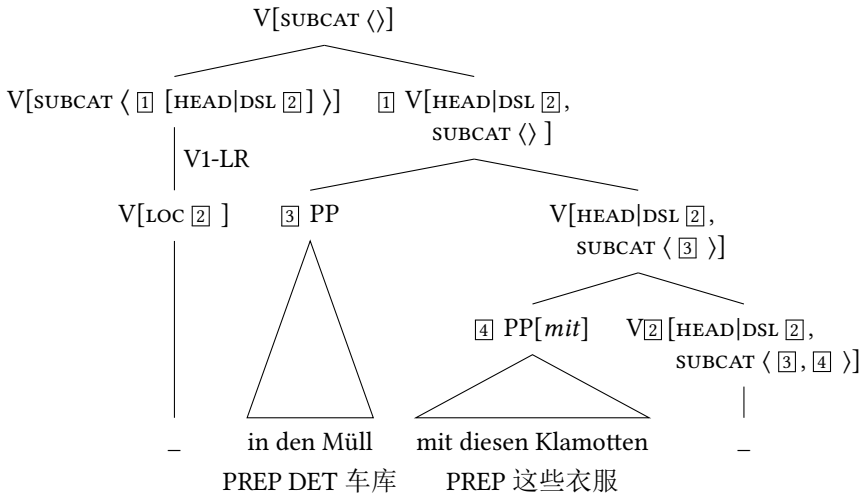 V[SUBCAT ⟨⟩]
V[SUBCAT ⟨ 1 [HEAD|DSL 2] ⟩] 1 V[HEAD|DSL 2,
SUBCAT ⟨⟩ ]
V1-LR
V[LOC 2 ] 3 PP V[HEAD|DSL 2,
SUBCAT ⟨ 3 ⟩]
4 PP[mit] V2[HEAD|DSL 2,
SUBCAT ⟨ 3, 4 ⟩]
_ in den Müll mit diesen Klamotten _
PREP DET 车库 PREP 这些衣服